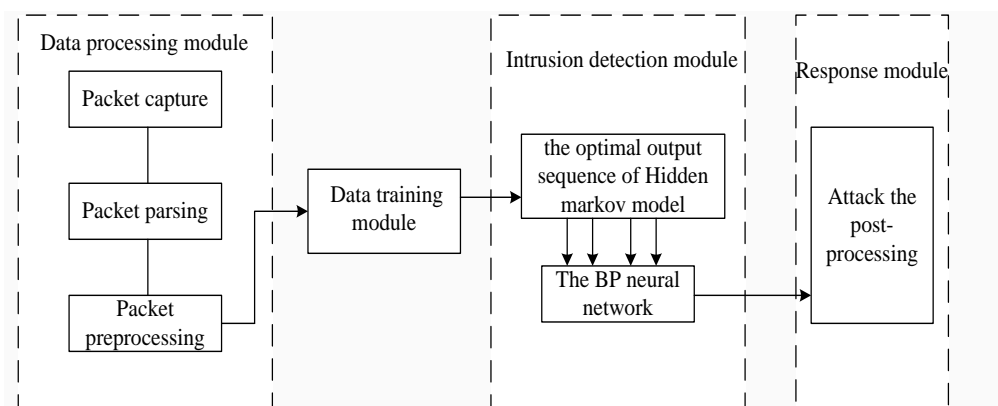 Data processing module
Packet capture
Packet parsing
Packet
preprocessing
Data training
module
Intrusion detection module
the optimal output
sequence of Hidden
markov model
The BP neural
network
Response module
Attack the
post-
processing